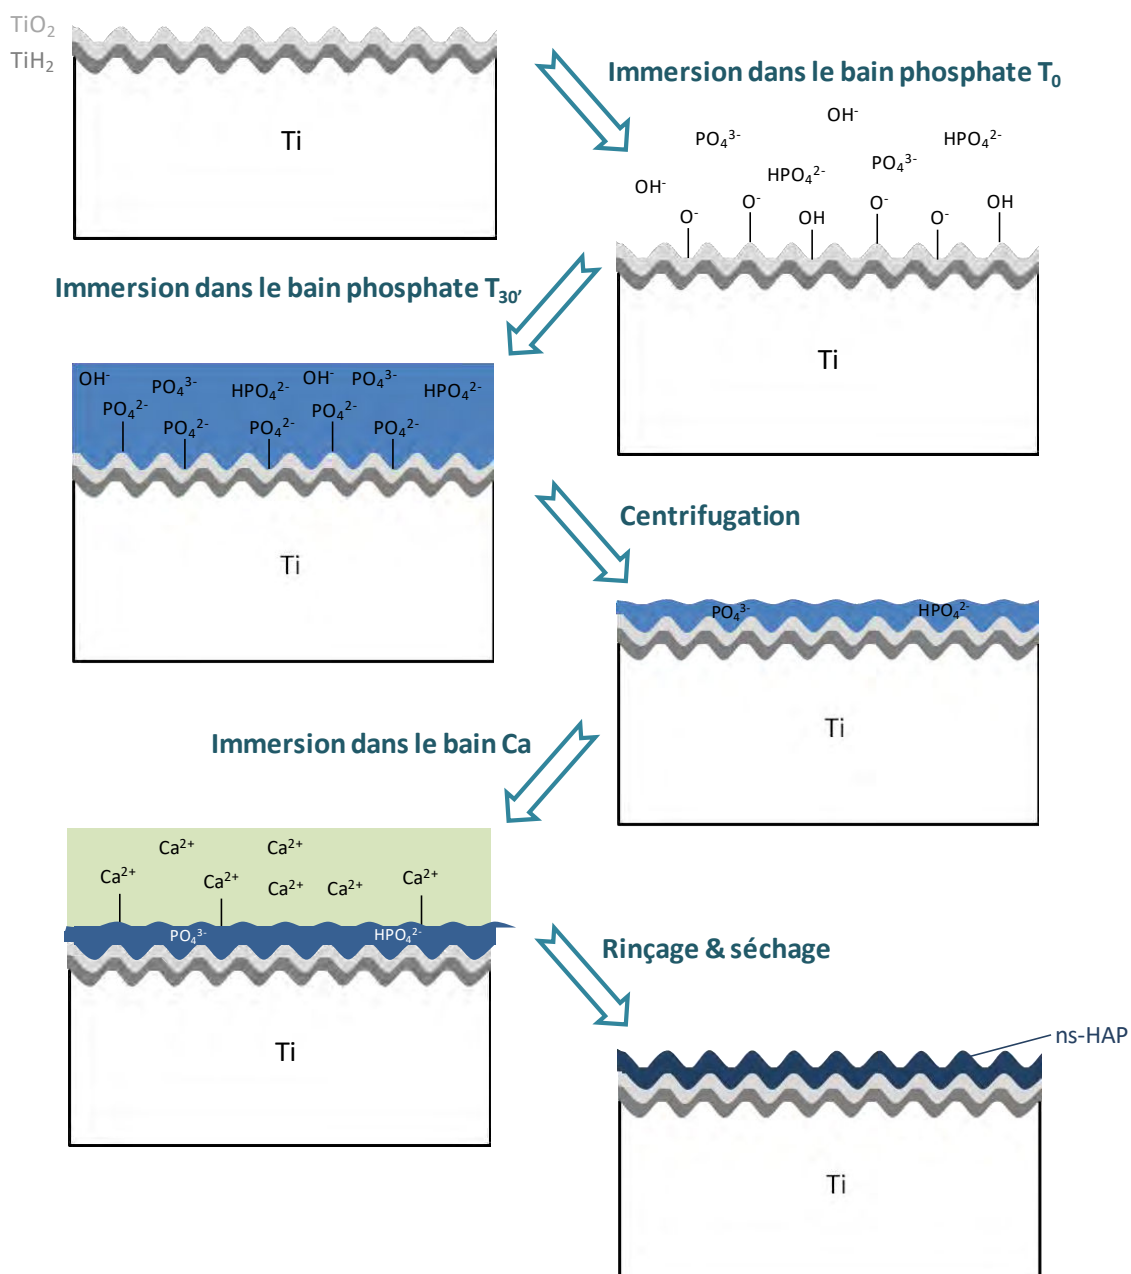 TiO₂
TiH₂
Ti
Immersion dans le bain phosphate T₀
OH⁻
PO₄³⁻
HPO₄²⁻
PO₄³⁻
HPO₄²⁻
OH⁻
O⁻
O⁻
OH
O⁻
O⁻
OH
Ti
Immersion dans le bain phosphate T₃₀'
OH⁻
PO₄³⁻
HPO₄²⁻
OH⁻
PO₄³⁻
HPO₄²⁻
PO₄²⁻
PO₄²⁻
PO₄²⁻
PO₄²⁻
PO₄²⁻
Ti
Centrifugation
PO₄³⁻
HPO₄²⁻
Ti
Immersion dans le bain Ca
Ca²⁺
Ca²⁺
Ca²⁺
Ca²⁺
Ca²⁺
Ca²⁺
Ca²⁺
PO₄³⁻
HPO₄²⁻
Ti
Rinçage & séchage
ns-HAP
Ti